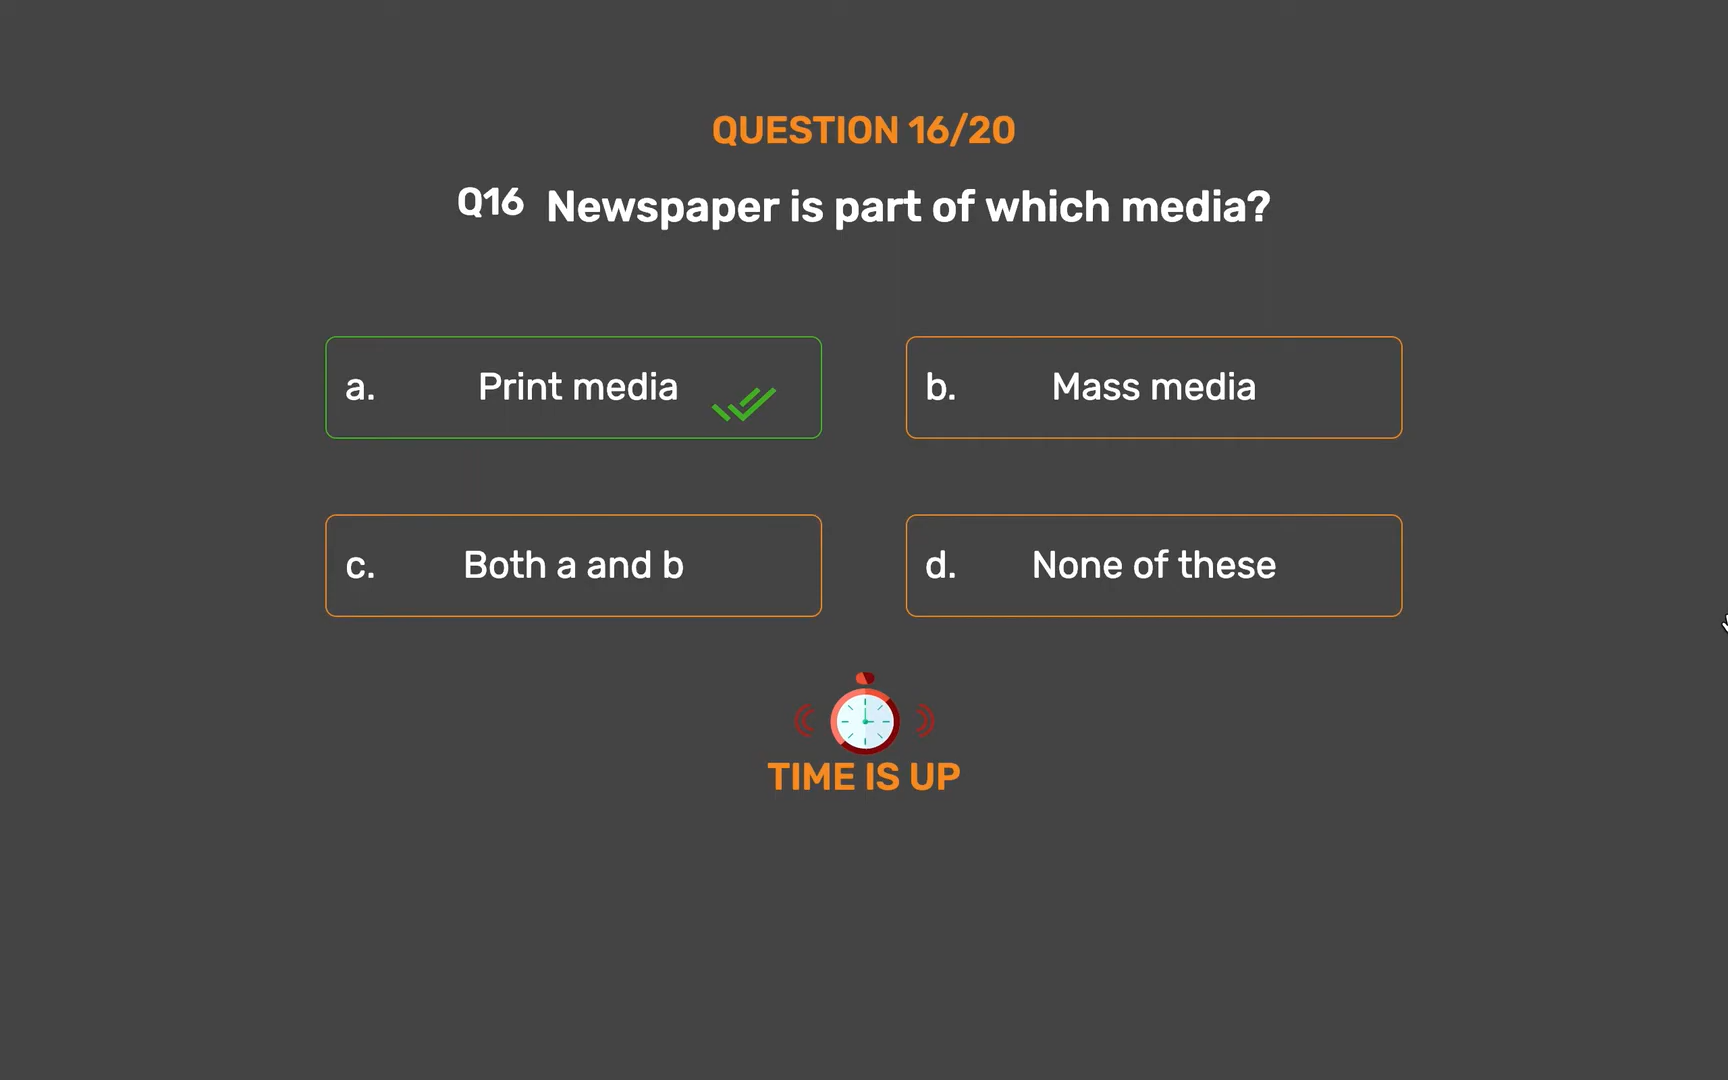 QUESTION 16/20
Q16 Newspaper is part of which media?
a. Print media
b. Mass media
c. Both a and b
d. None of these
TIME IS UP